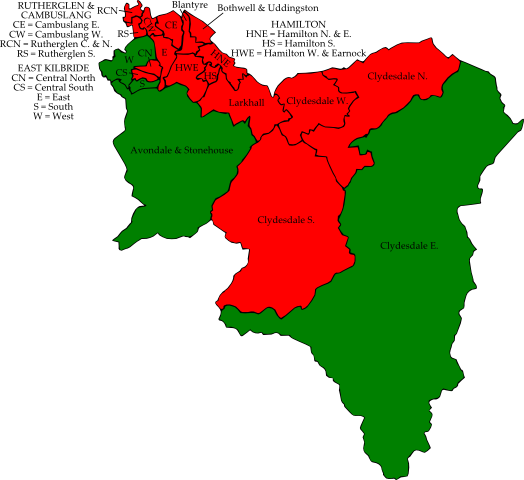 RUTHERGLEN &
CAMBUSLANG
CE = Cambuslang E.
CW = Cambuslang W.
RCN = Rutherglen C. & N.
RS = Rutherglen S.
EAST KILBRIDE
CN = Central North
CS = Central South
E = East
S = South
W = West
RCN
RS
Blantyre
Bothwell & Uddingston
HAMILTON
HNE = Hamilton N. & E.
HS = Hamilton S.
HWE = Hamilton W. & Earnock
CW
CE
W
CN
E
HNE
HWE
HS
CS
S
Clydesdale N.
Larkhall
Clydesdale W.
Avondale & Stonehouse
Clydesdale S.
Clydesdale E.